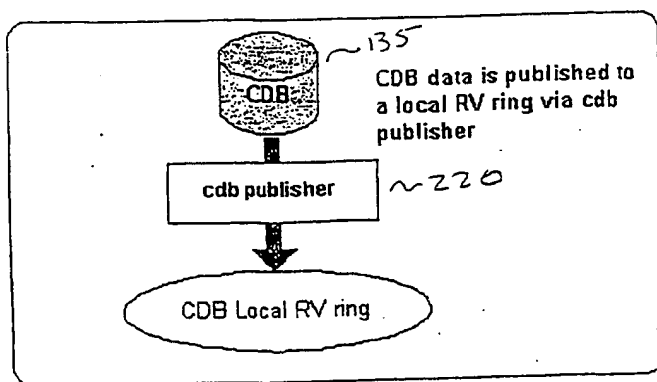 135
CDB
CDB data is published to
a local RV ring via cdb
publisher
cdb publisher
220
CDB Local RV ring